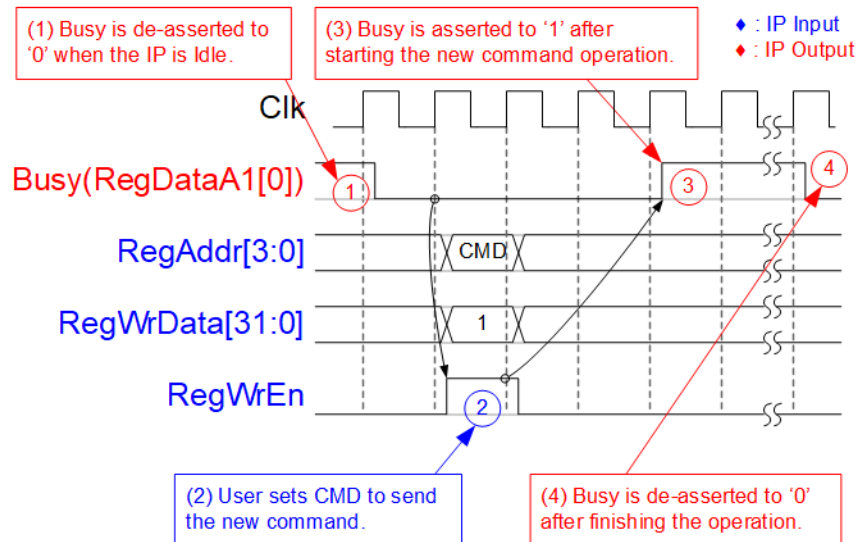 (1) Busy is de-asserted to
‘0’ when the IP is Idle.
(3) Busy is asserted to ‘1’ after
starting the new command operation.
♦ : IP Input
♦ : IP Output
Clk
Busy(RegDataA1[0])
1
3
4
RegAddr[3:0]
CMD
RegWrData[31:0]
1
RegWrEn
2
(2) User sets CMD to send
the new command.
(4) Busy is de-asserted to ‘0’
after finishing the operation.